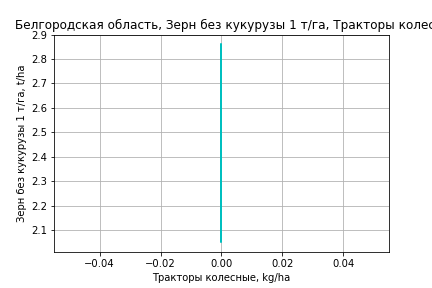 Белгородская область, Зерн без кукурузы 1 т/га, Тракторы колес
2.9
2.8
2.7
2.6
2.5
2.4
2.3
2.2
2.1
Зерн без кукурузы 1 т/га, t/ha
−0.04 −0.02 0.00 0.02 0.04
Тракторы колесные, kg/ha